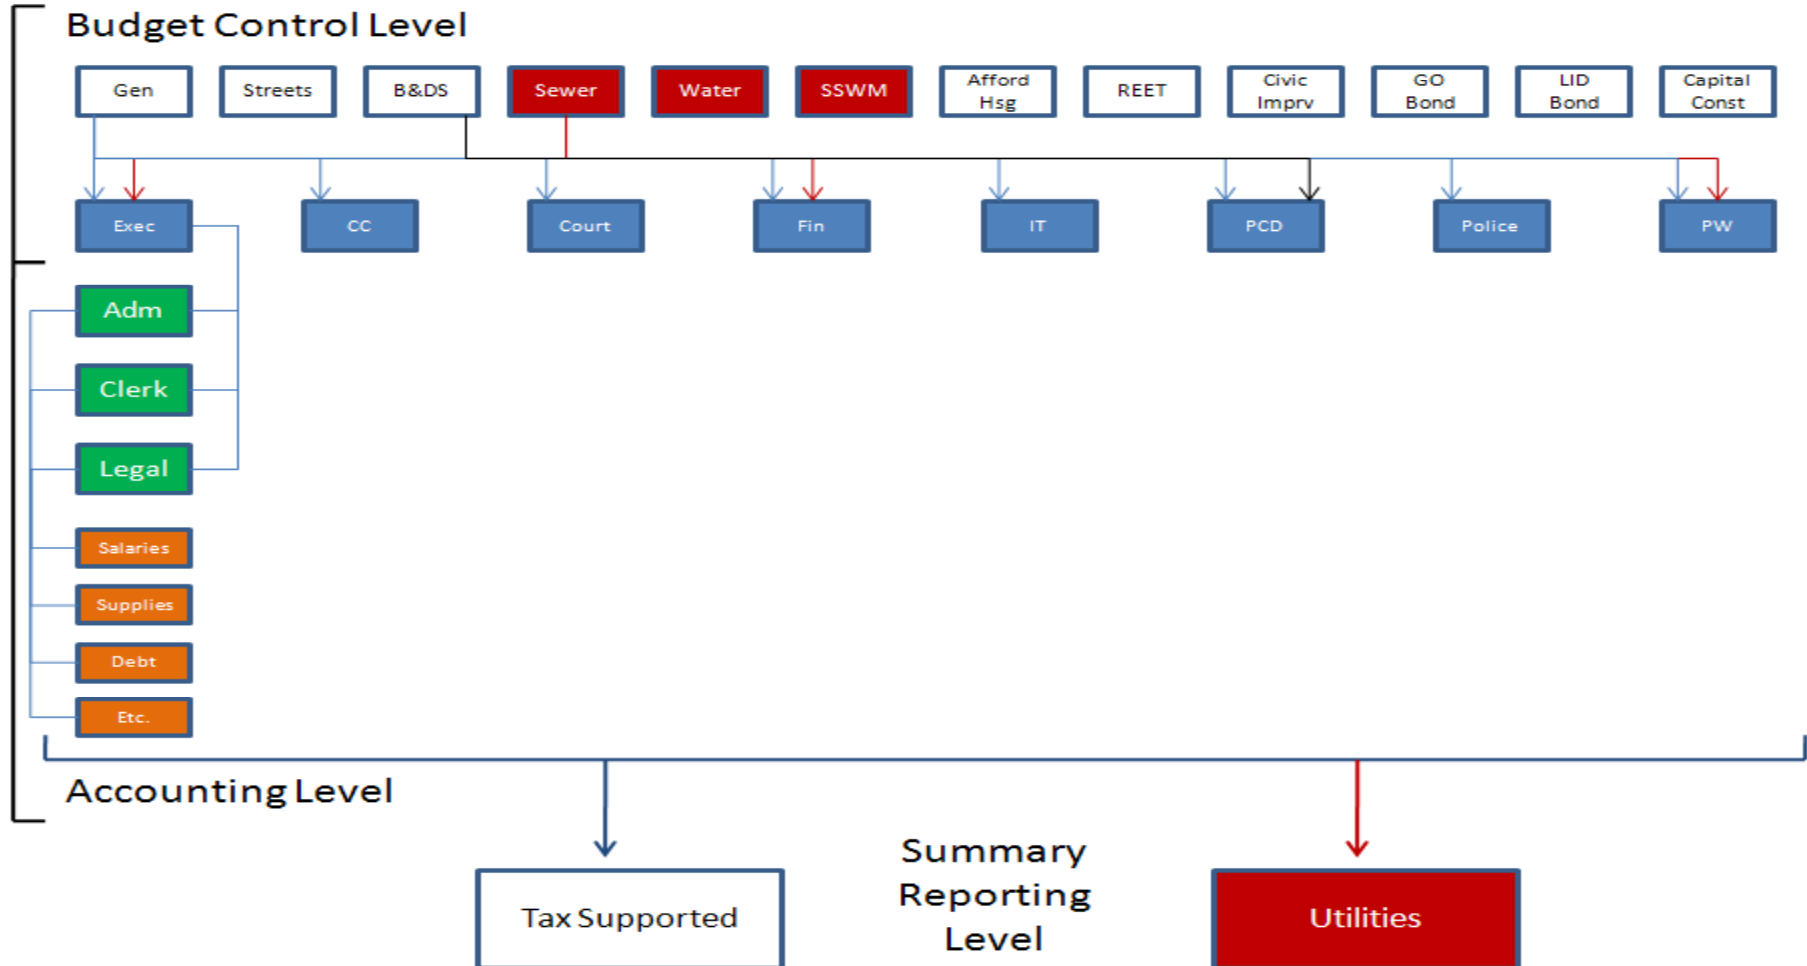 Budget Control Level
Gen
Streets
B&DS
Sewer
Water
SSWM
Afford
Hsg
REET
Civic
Imprv
GO
Bond
LID
Bond
Capital
Const
Exec
CC
Court
Fin
IT
PCD
Police
PW
Adm
Clerk
Legal
Salaries
Supplies
Debt
Etc.
Accounting Level
Summary
Reporting
Level
Tax Supported
Utilities